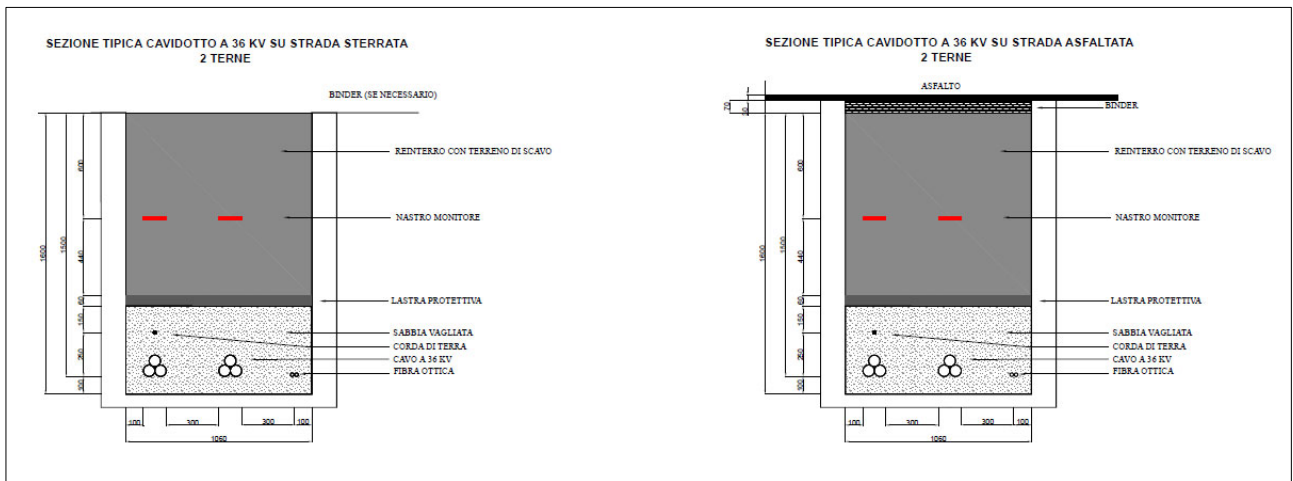 SEZIONE TIPICA CAVIDOTTO A 36 KV SU STRADA STERRATA
2 TERNE
BINDER (SE NECESSARIO)
REINTERRO CON TERRENO DI SCAVO
NASTRO MONITORE
LASTRA PROTETTIVA
SABBIA VAGLIATA
CORDA DI TERRA
CAVO A 36 KV
FIBRA OTTICA
1600
1500
600
440
60
150
250
100
100
300
300
100
1060
SEZIONE TIPICA CAVIDOTTO A 36 KV SU STRADA ASFALTATA
2 TERNE
ASFALTO
BINDER
REINTERRO CON TERRENO DI SCAVO
NASTRO MONITORE
LASTRA PROTETTIVA
SABBIA VAGLIATA
CORDA DI TERRA
CAVO A 36 KV
FIBRA OTTICA
70
1600
1500
600
440
60
150
250
100
100
300
300
100
1060